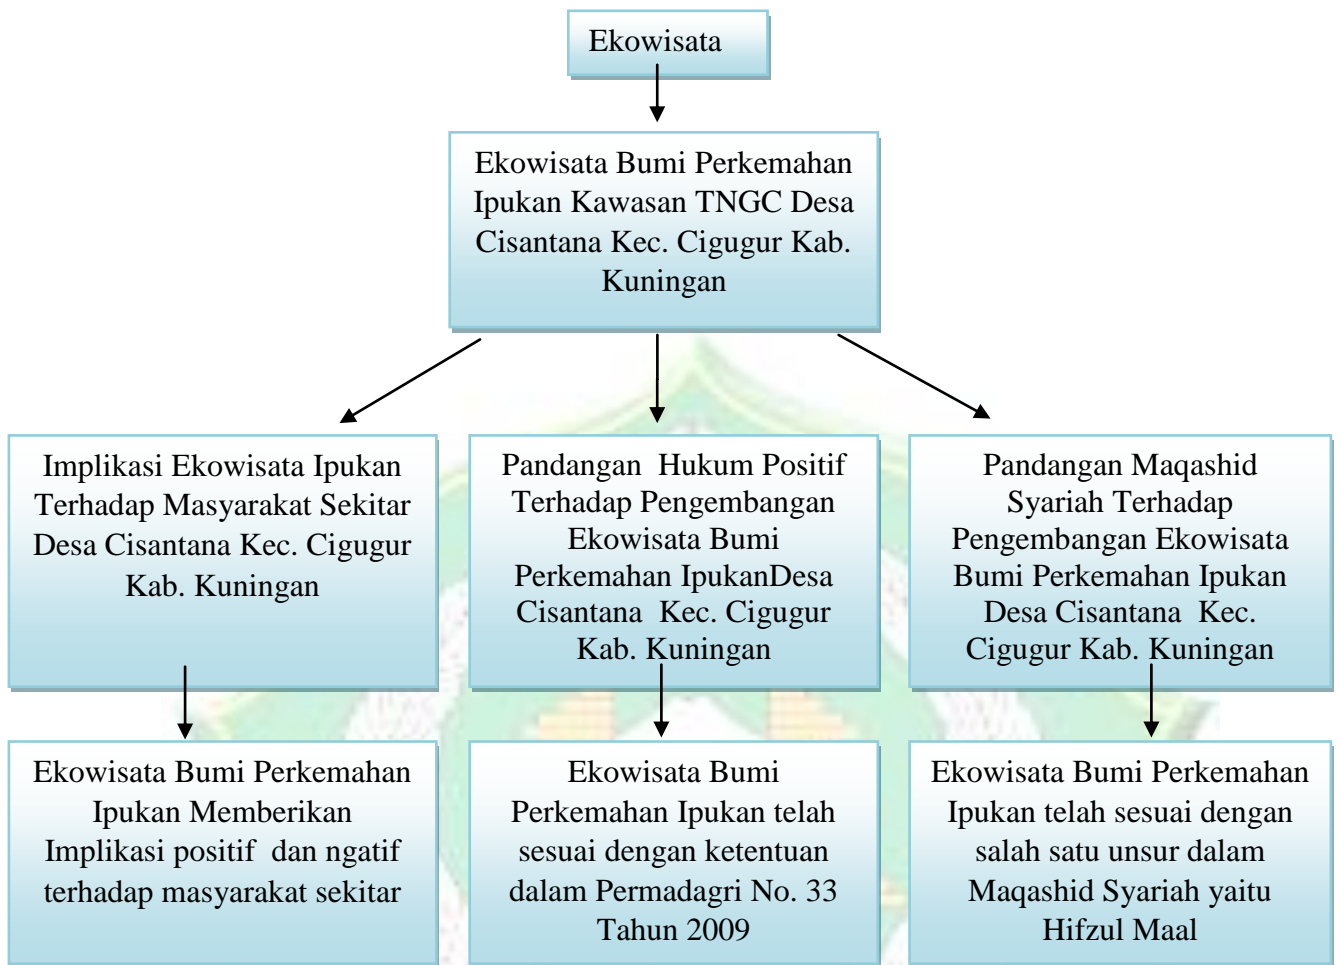 Ekowisata
Ekowisata Bumi Perkemahan
Ipukan Kawasan TNGC Desa
Cisantana Kec. Cigugur Kab.
Kuningan
Implikasi Ekowisata Ipukan
Terhadap Masyarakat Sekitar
Desa Cisantana Kec. Cigugur
Kab. Kuningan
Pandangan Hukum Positif
Terhadap Pengembangan
Ekowisata Bumi
Perkemahan IpukanDesa
Cisantana Kec. Cigugur
Kab. Kuningan
Pandangan Maqashid
Syariah Terhadap
Pengembangan Ekowisata
Bumi Perkemahan Ipukan
Desa Cisantana Kec.
Cigugur Kab. Kuningan
Ekowisata Bumi Perkemahan
Ipukan Memberikan
Implikasi positif dan ngatif
terhadap masyarakat sekitar
Ekowisata Bumi
Perkemahan Ipukan telah
sesuai dengan ketentuan
dalam Permadagri No. 33
Tahun 2009
Ekowisata Bumi Perkemahan
Ipukan telah sesuai dengan
salah satu unsur dalam
Maqashid Syariah yaitu
Hifzul Maal